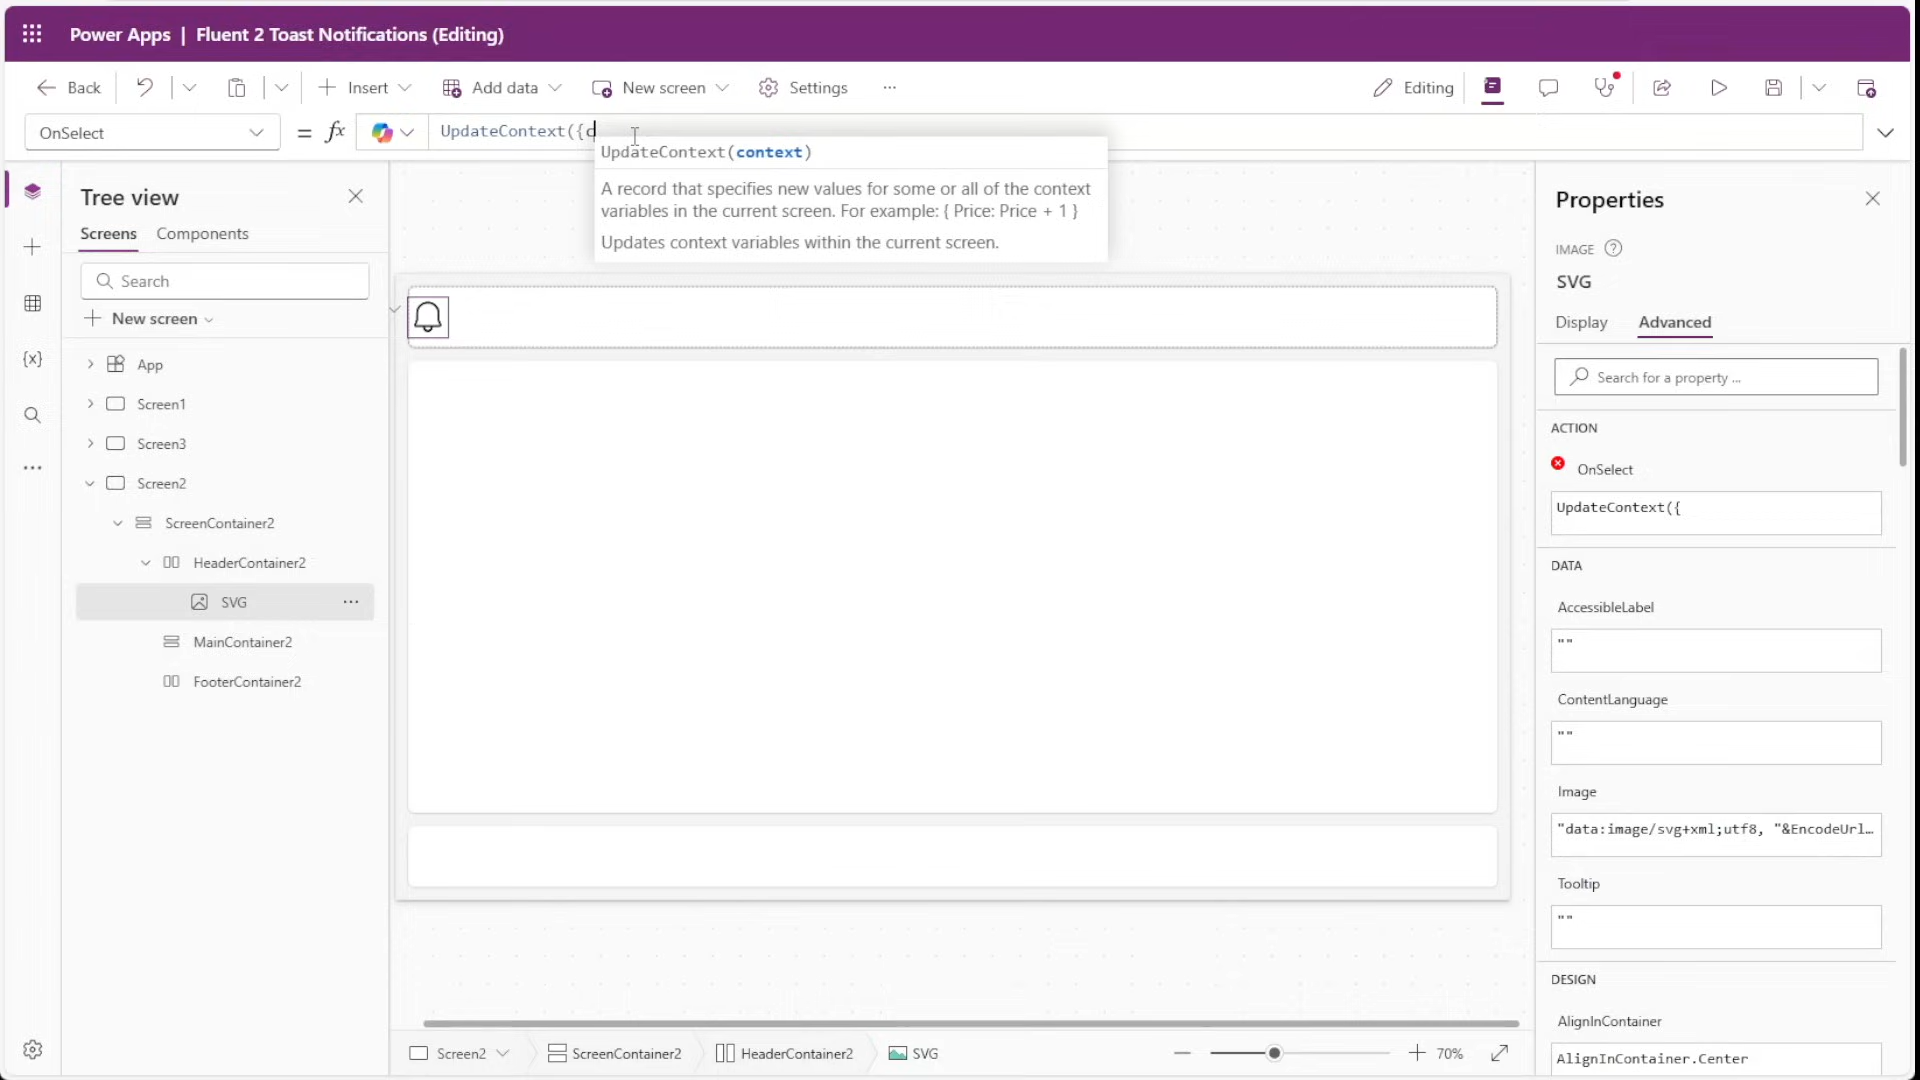 Power Apps | Fluent 2 Toast Notifications (Editing)
Back
Insert
Add data
New screen
Settings
...
Editing
OnSelect
= fx
UpdateContext({c
UpdateContext(context)
A record that specifies new values for some or all of the context
variables in the current screen. For example: { Price: Price + 1 }
Updates context variables within the current screen.
Tree view
Screens
Components
Search
New screen
App
Screen1
Screen3
Screen2
ScreenContainer2
HeaderContainer2
SVG
...
MainContainer2
FooterContainer2
Properties
IMAGE
SVG
Display
Advanced
Search for a property ...
ACTION
OnSelect
UpdateContext({
DATA
AccessibleLabel
""
ContentLanguage
""
Image
"data:image/svg+xml;utf8, "&EncodeUrl…
Tooltip
""
DESIGN
AlignInContainer
AlignInContainer.Center
Screen2
ScreenContainer2
HeaderContainer2
SVG
70%